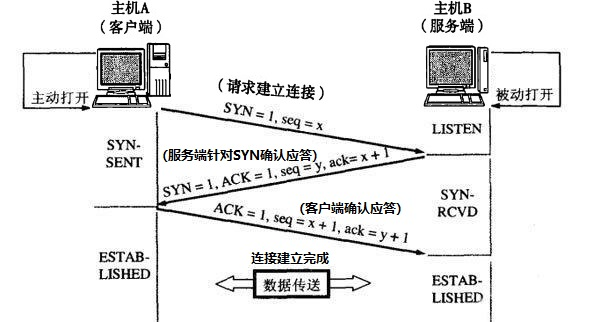 主机A
(客户端)
主机B
(服务端)
主动打开
被动打开
(请求建立连接)
SYN = 1, seq = x
LISTEN
SYN-
SENT
(服务端针对SYN确认应答)
SYN = 1, ACK = 1, seq = y, ack= x + 1
SYN-
RCVD
(客户端确认应答)
ACK = 1, seq = x + 1, ack = y + 1
ESTAB-
LISHED
连接建立完成
数据传送
ESTAB-
LISHED